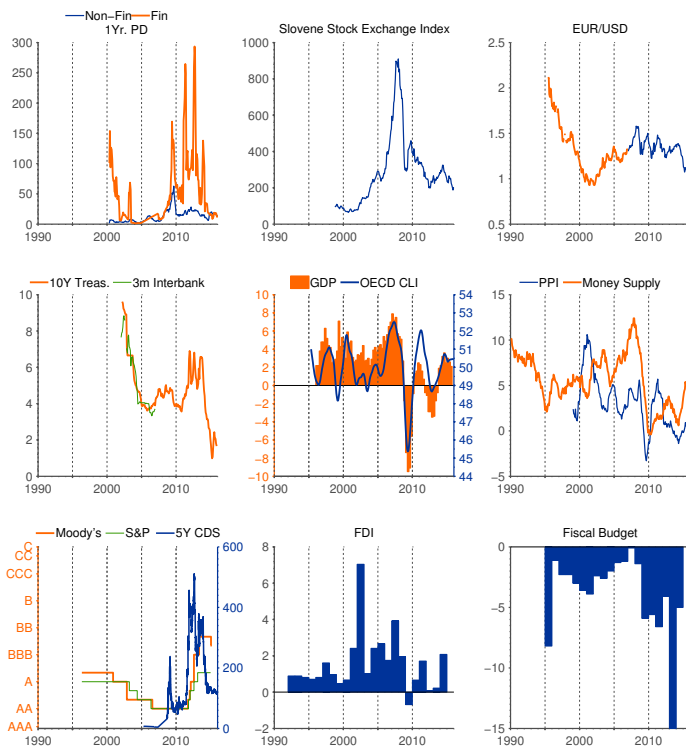 Non−Fin Fin
1Yr. PD
300
250
200
150
100
50
0
1990 2000 2010
Slovene Stock Exchange Index
1000
800
600
400
200
0
1990 2000 2010
EUR/USD
2.5
2
1.5
1
0.5
1990 2000 2010
10Y Treas. 3m Interbank
10
8
6
4
2
0
1990 2000 2010
GDP OECD CLI
10 54
8 53
6 52
4 51
2 50
0 49
−2 48
−4 47
−6 46
−8 45
−10 44
1990 2000 2010
PPI Money Supply
15
10
5
0
−5
1990 2000 2010
Moody's S&P 5Y CDS
C 600
CC
CCC
B 400
BB
BBB 200
A
AA
AAA 0
1990 2000 2010
FDI
8
6
4
2
0
−2
1990 2000 2010
Fiscal Budget
0
−5
−10
−15
1990 2000 2010